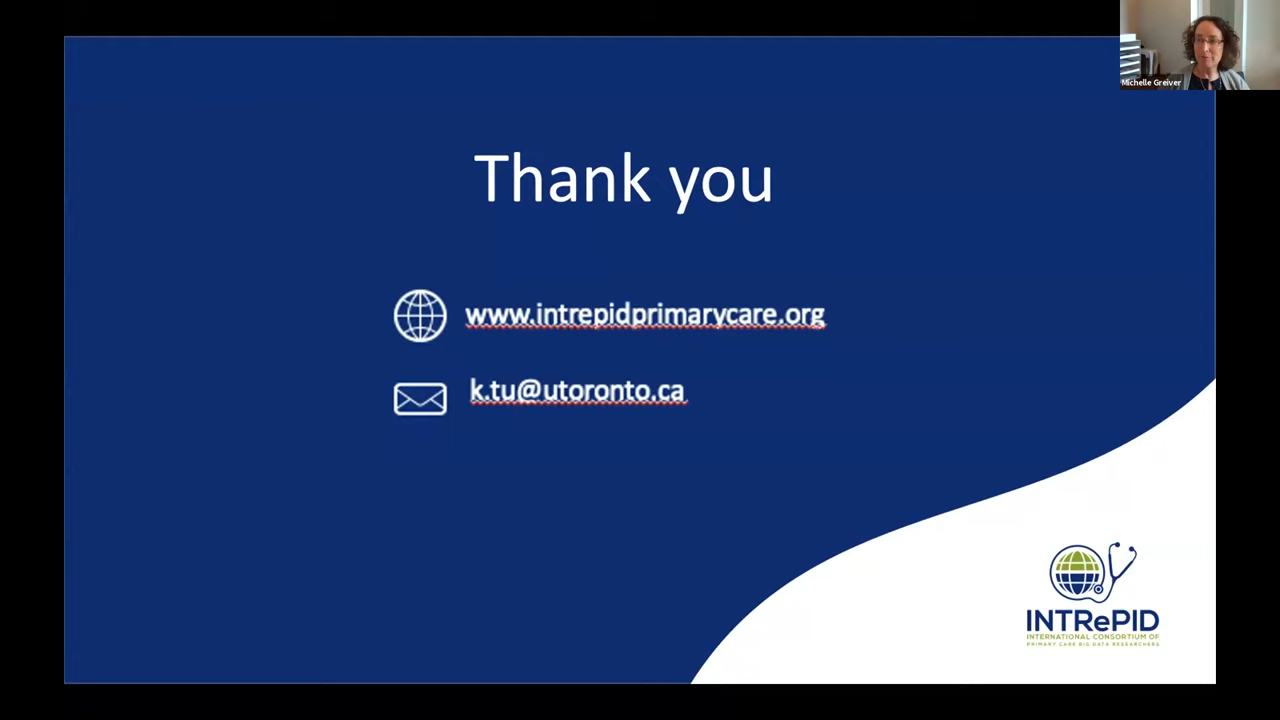 Michelle Greiver
Thank you
www.intrepidprimarycare.org
k.tu@utoronto.ca
INTRePID
INTERNATIONAL CONSORTIUM OF
PRIMARY CARE BIG DATA RESEARCHERS